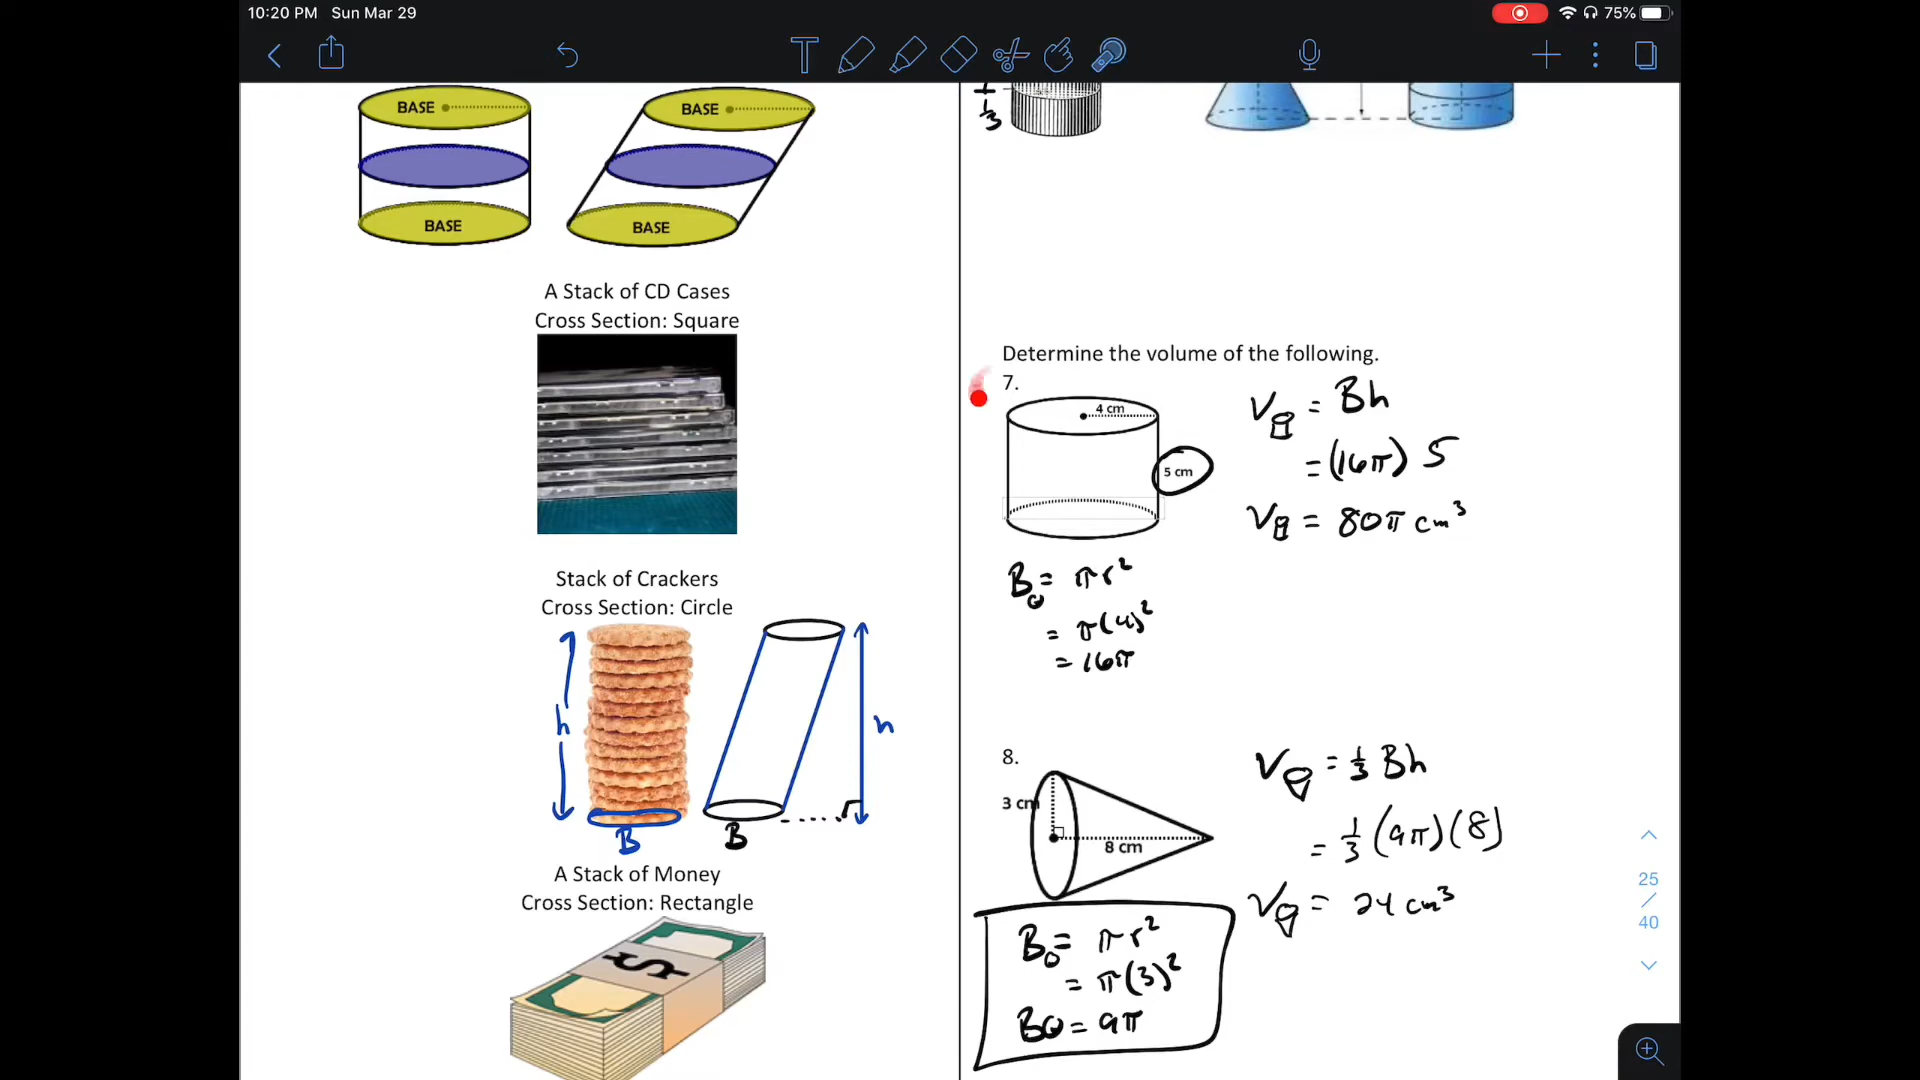 10:20 PM Sun Mar 29
75%
BASE
BASE
BASE
BASE
A Stack of CD Cases
Cross Section: Square
Stack of Crackers
Cross Section: Circle
h
B
B
h
A Stack of Money
Cross Section: Rectangle
$
1/3
Determine the volume of the following.
7.
4 cm
5 cm
V = Bh
= (16π) 5
V = 80π cm³
B = πr²
= π(4)²
= 16π
8.
3 cm
8 cm
V = 1/3 Bh
= 1/3 (9π)(8)
V = 24 cm³
B = πr²
= π(3)²
B = 9π
25
/
40